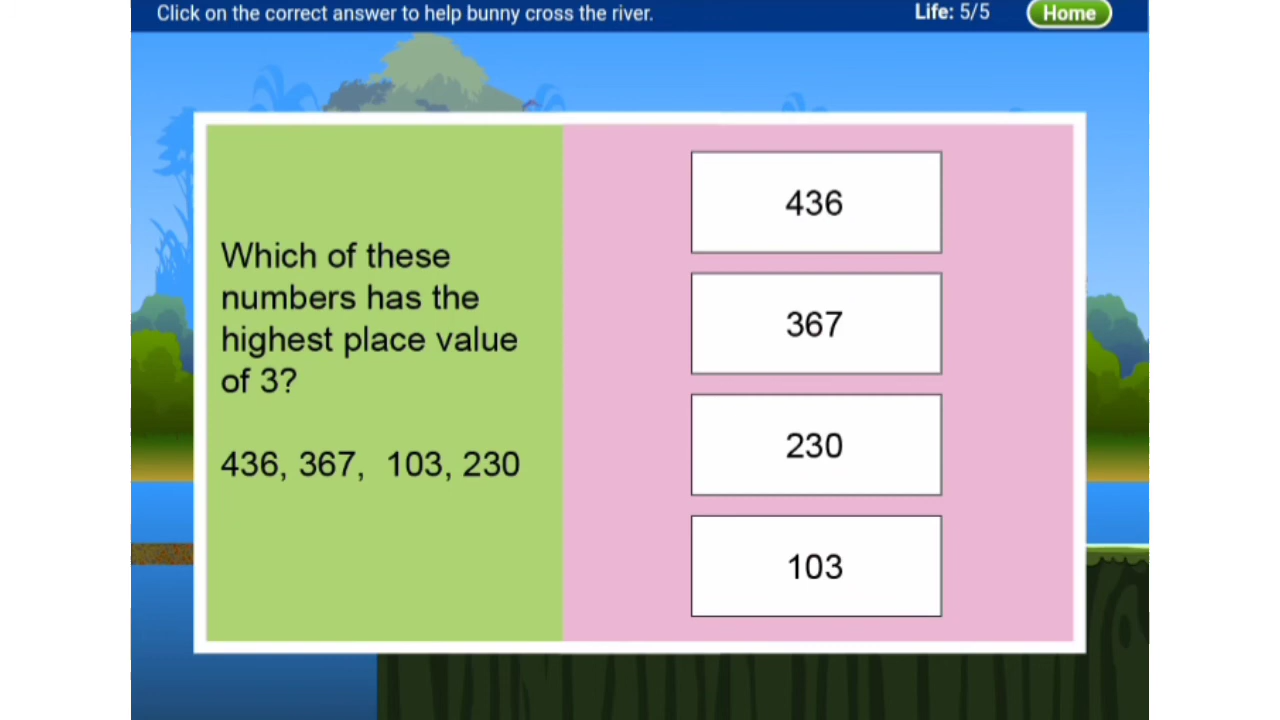 Click on the correct answer to help bunny cross the river.
Life: 5/5
Home
Which of these
numbers has the
highest place value
of 3?
436, 367, 103, 230
436
367
230
103